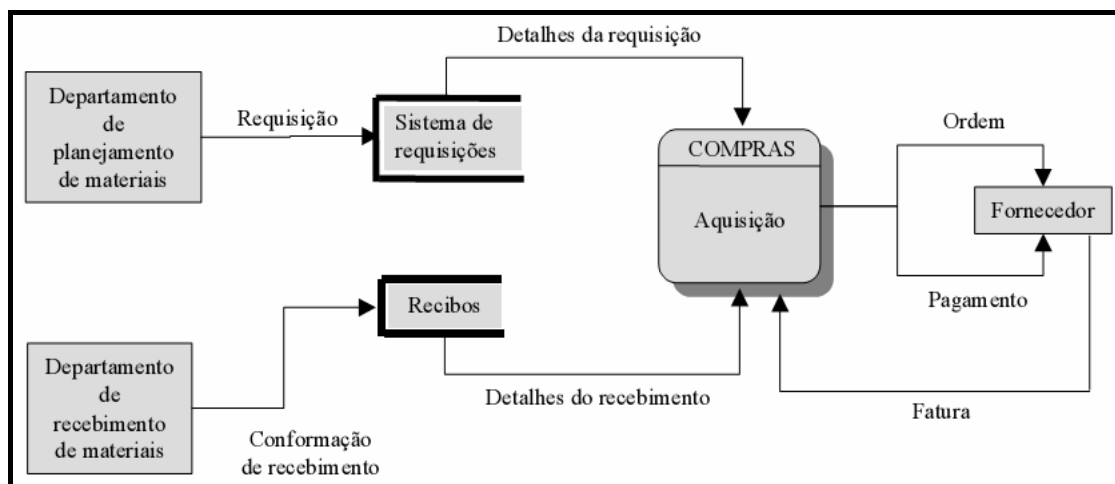 Detalhes da requisição
Departamento
de
planejamento
de materiais
Requisição
Sistema de
requisições
COMPRAS
Aquisição
Ordem
Fornecedor
Pagamento
Recibos
Departamento
de
recebimento
de materiais
Conformação
de recebimento
Detalhes do recebimento
Fatura